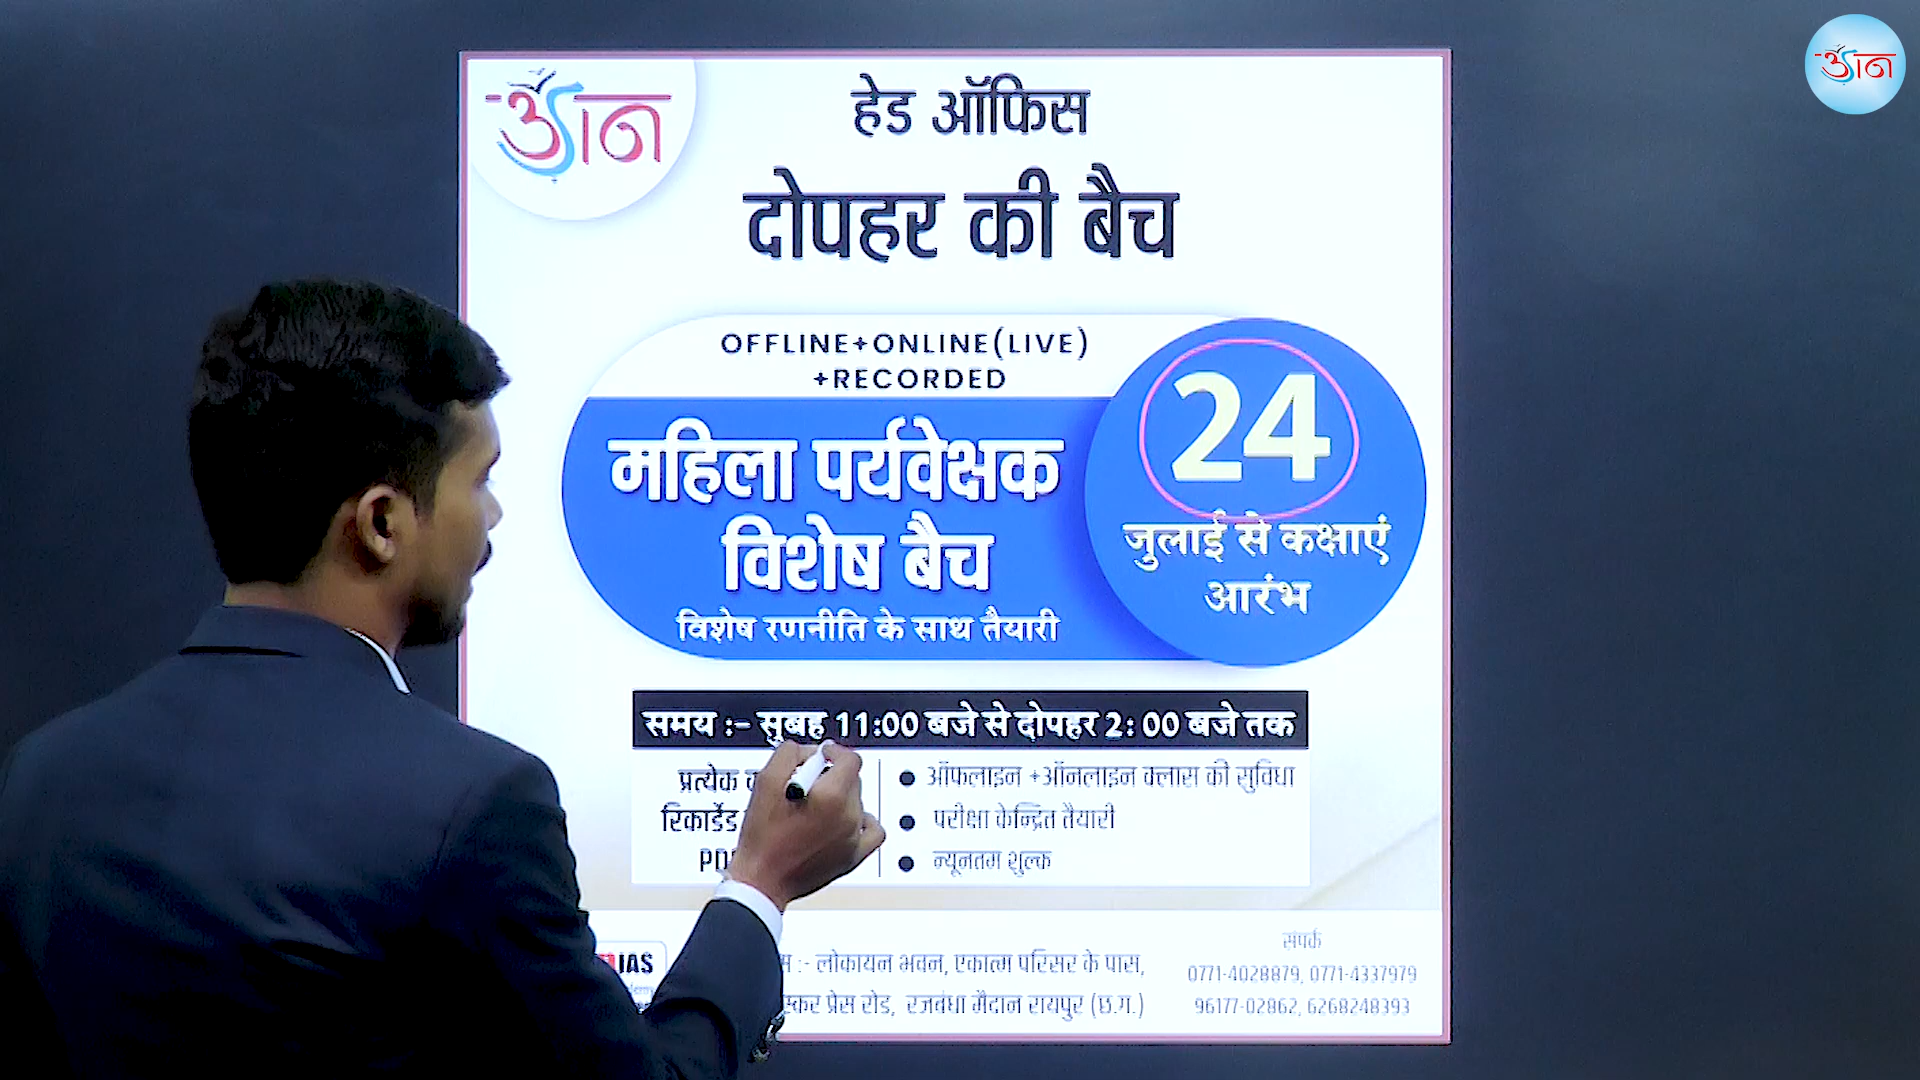 उड़ान
उड़ान
हेड ऑफिस
दोपहर की बैच
OFFLINE+ONLINE(LIVE)
+RECORDED
महिला पर्यवेक्षक
विशेष बैच
विशेष रणनीति के साथ तैयारी
24
जुलाई से कक्षाएं
आरंभ
समय :- सुबह 11:00 बजे से दोपहर 2: 00 बजे तक
प्रत्येक
रिकार्डेड
• ऑफलाइन +ऑनलाइन क्लास की सुविधा
• परीक्षा केन्द्रित तैयारी
• न्यूनतम शुल्क
IAS
:- लोकायन भवन, एकात्म परिसर के पास,
प्रेस रोड, रजबंधा मैदान रायपुर (छ.ग.)
संपर्क
0771-4028879, 0771-4337979
96177-02862, 6268248393